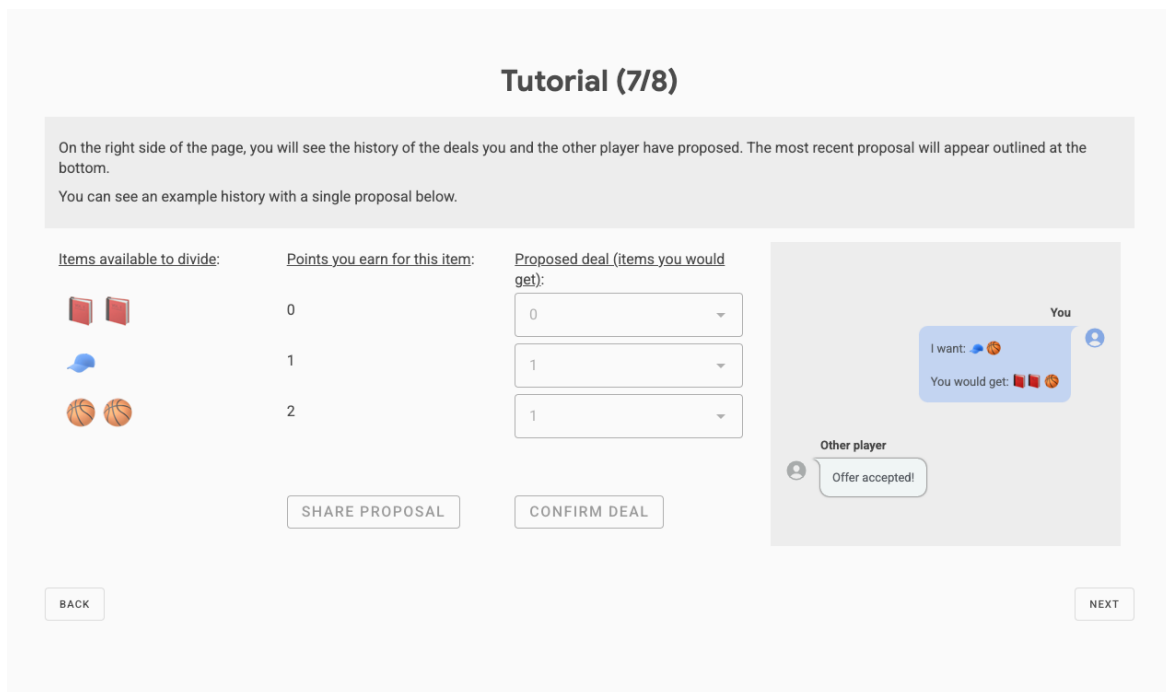 Tutorial (7/8)
On the right side of the page, you will see the history of the deals you and the other player have proposed. The most recent proposal will appear outlined at the
bottom.
You can see an example history with a single proposal below.
Items available to divide:
Points you earn for this item:
Proposed deal (items you would
get):
0
0
1
1
2
1
SHARE PROPOSAL
CONFIRM DEAL
You
I want:
You would get:
Other player
Offer accepted!
BACK
NEXT